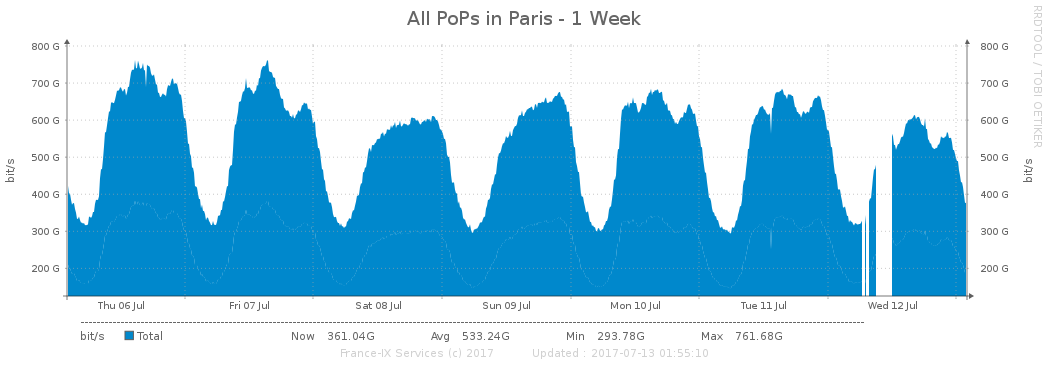 All PoPs in Paris - 1 Week
RRDTOOL / TOBI OETIKER
bit/s
800 G
700 G
600 G
500 G
400 G
300 G
200 G
800 G
700 G
600 G
500 G
400 G
300 G
200 G
bit/s
Thu 06 Jul Fri 07 Jul Sat 08 Jul Sun 09 Jul Mon 10 Jul Tue 11 Jul Wed 12 Jul
bit/s Total Now 361.04G Avg 533.24G Min 293.78G Max 761.68G
France-IX Services (c) 2017 Updated : 2017-07-13 01:55:10